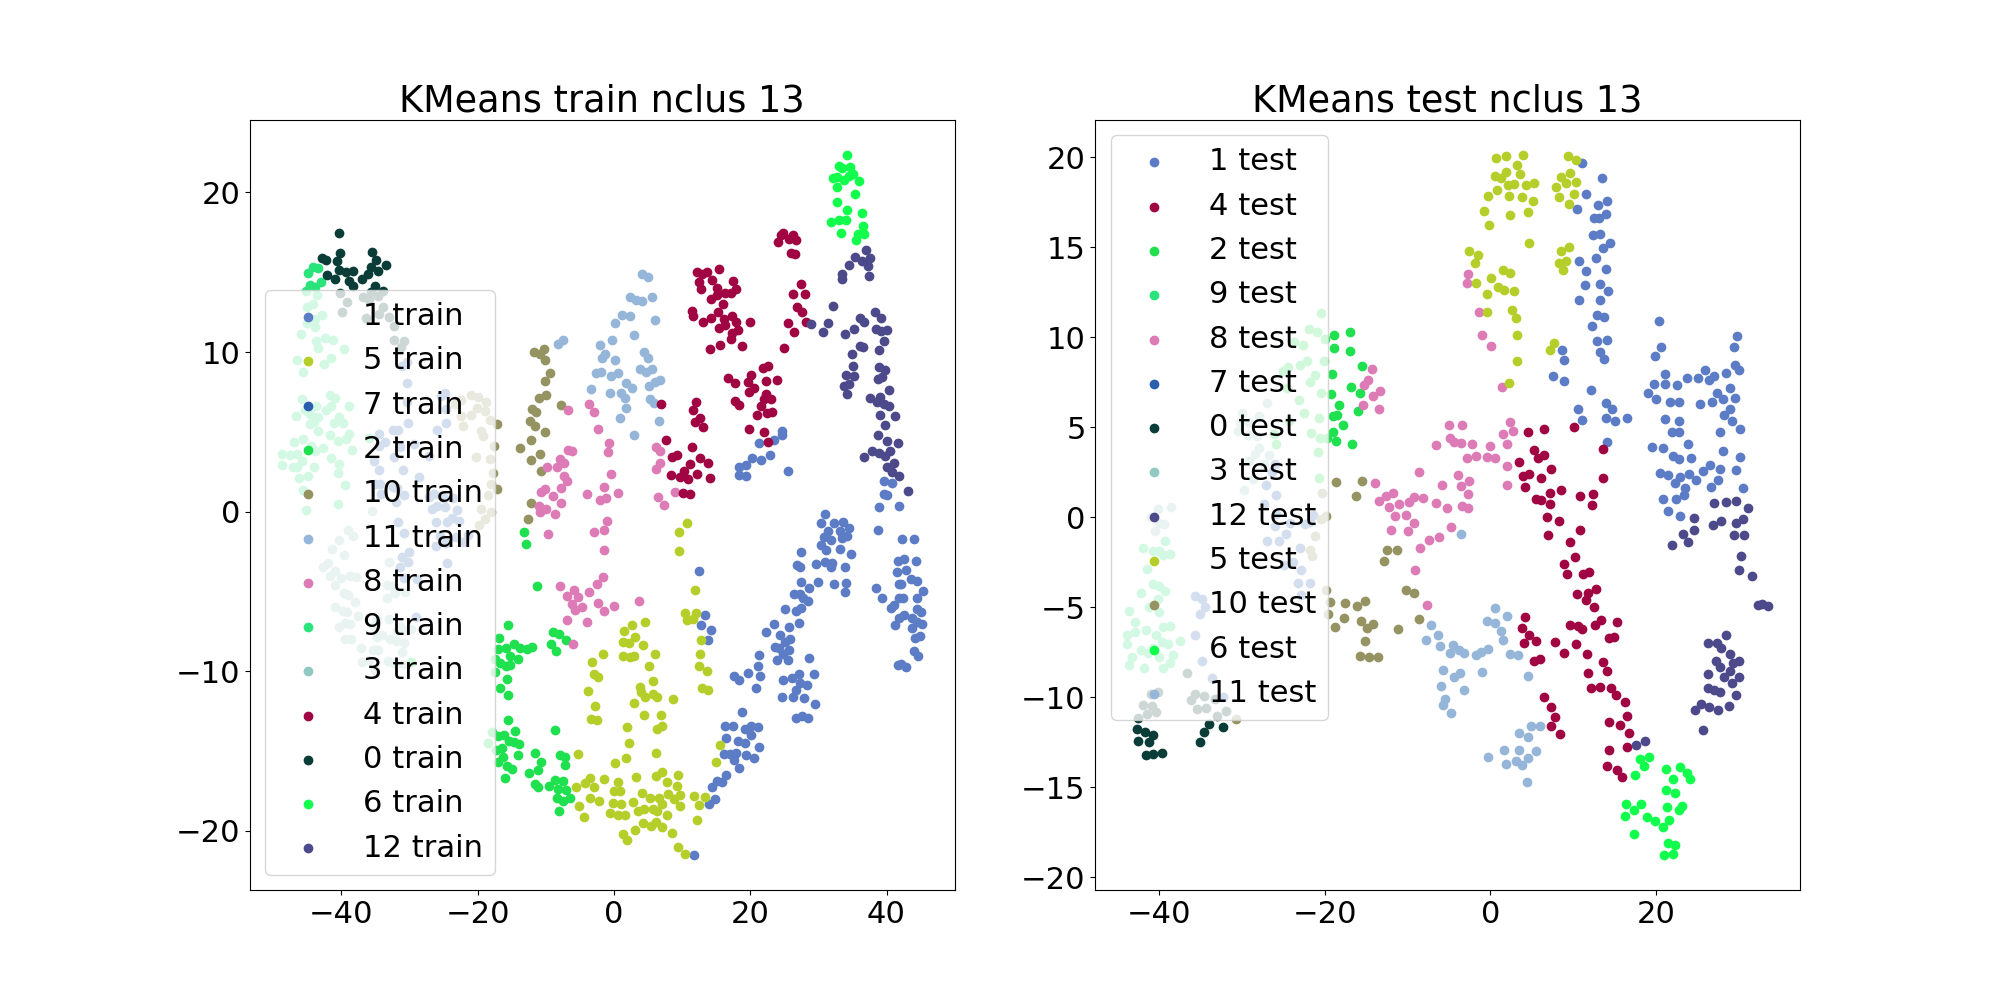 KMeans train nclus 13
20
10
0
−10
−20
−40
−20
0
20
40
1 train
5 train
7 train
2 train
10 train
11 train
8 train
9 train
3 train
4 train
0 train
6 train
12 train
KMeans test nclus 13
20
15
10
5
0
−5
−10
−15
−20
−40
−20
0
20
1 test
4 test
2 test
9 test
8 test
7 test
0 test
3 test
12 test
5 test
10 test
6 test
11 test